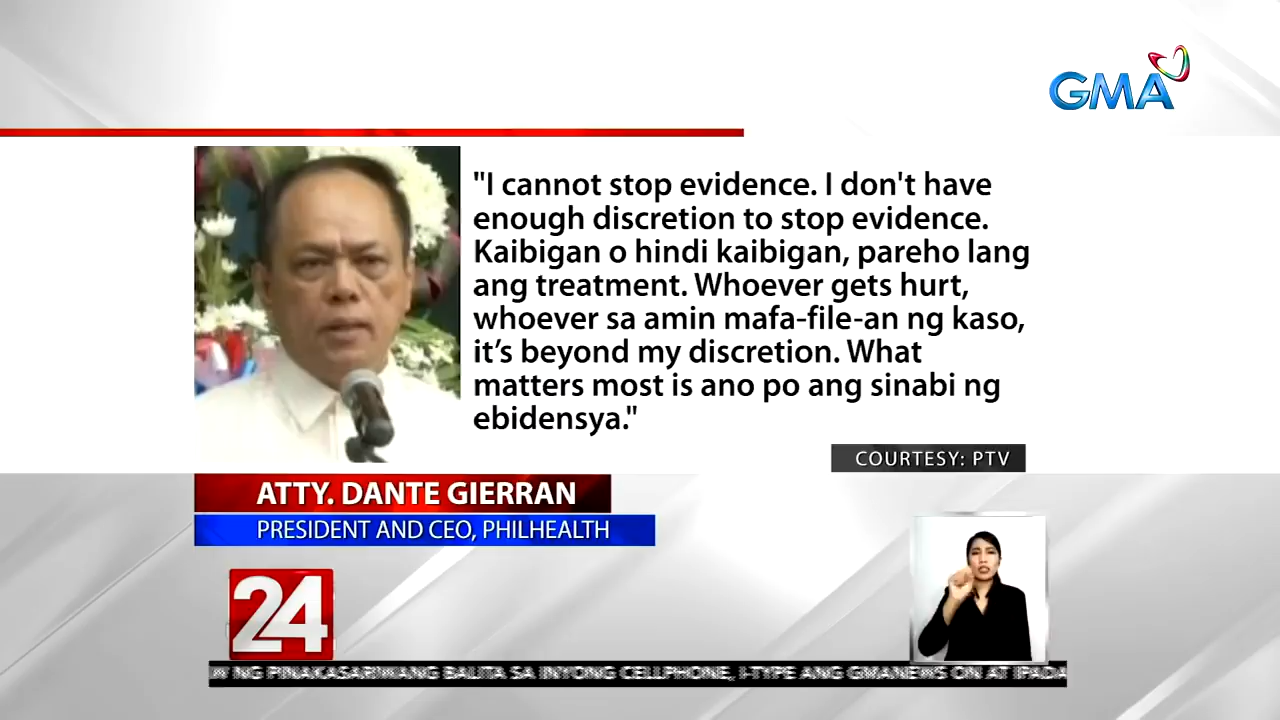 GMA
"I cannot stop evidence. I don't have
enough discretion to stop evidence.
Kaibigan o hindi kaibigan, pareho lang
ang treatment. Whoever gets hurt,
whoever sa amin mafa-file-an ng kaso,
it’s beyond my discretion. What
matters most is ano po ang sinabi ng
ebidensya."
COURTESY: PTV
ATTY. DANTE GIERRAN
PRESIDENT AND CEO, PHILHEALTH
24
NG PINAKASARIWANG BALITA SA INYONG CELLPHONE, I-TYPE ANG GMANEWS ON AT IPADA